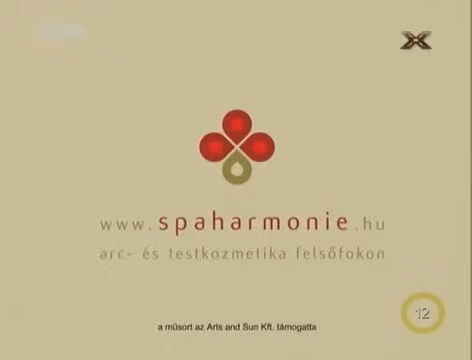 X
www.spaharmonie.hu
arc- és testkozmetika felsőfokon
12
a műsort az Arts and Sun Kft. támogatta